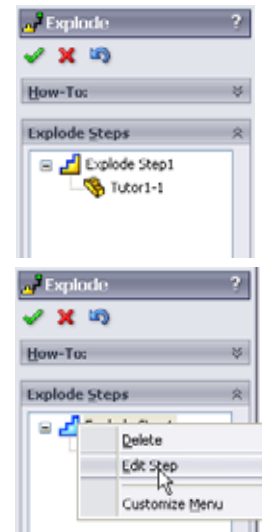 Explode ?
How-To:
Explode Steps
Explode Step1
Tutor1-1
Explode ?
How-To:
Explode Steps
Delete
Edit Step
Customize Menu